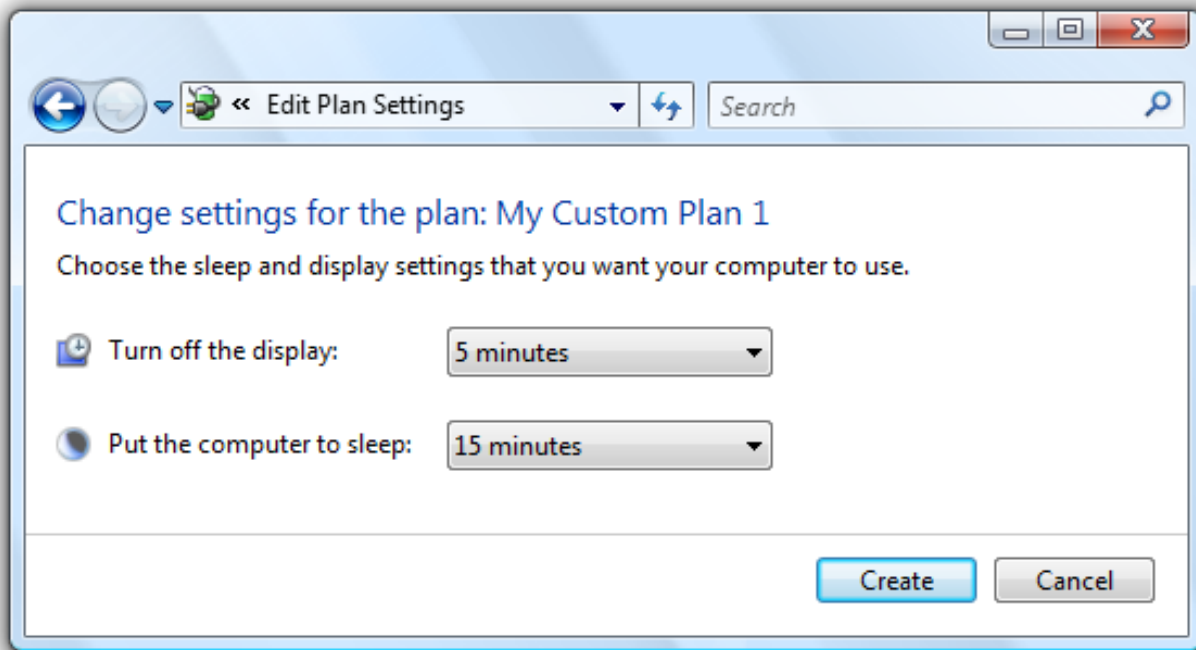 « Edit Plan Settings
Search
Change settings for the plan: My Custom Plan 1
Choose the sleep and display settings that you want your computer to use.
Turn off the display: 5 minutes
Put the computer to sleep: 15 minutes
Create Cancel